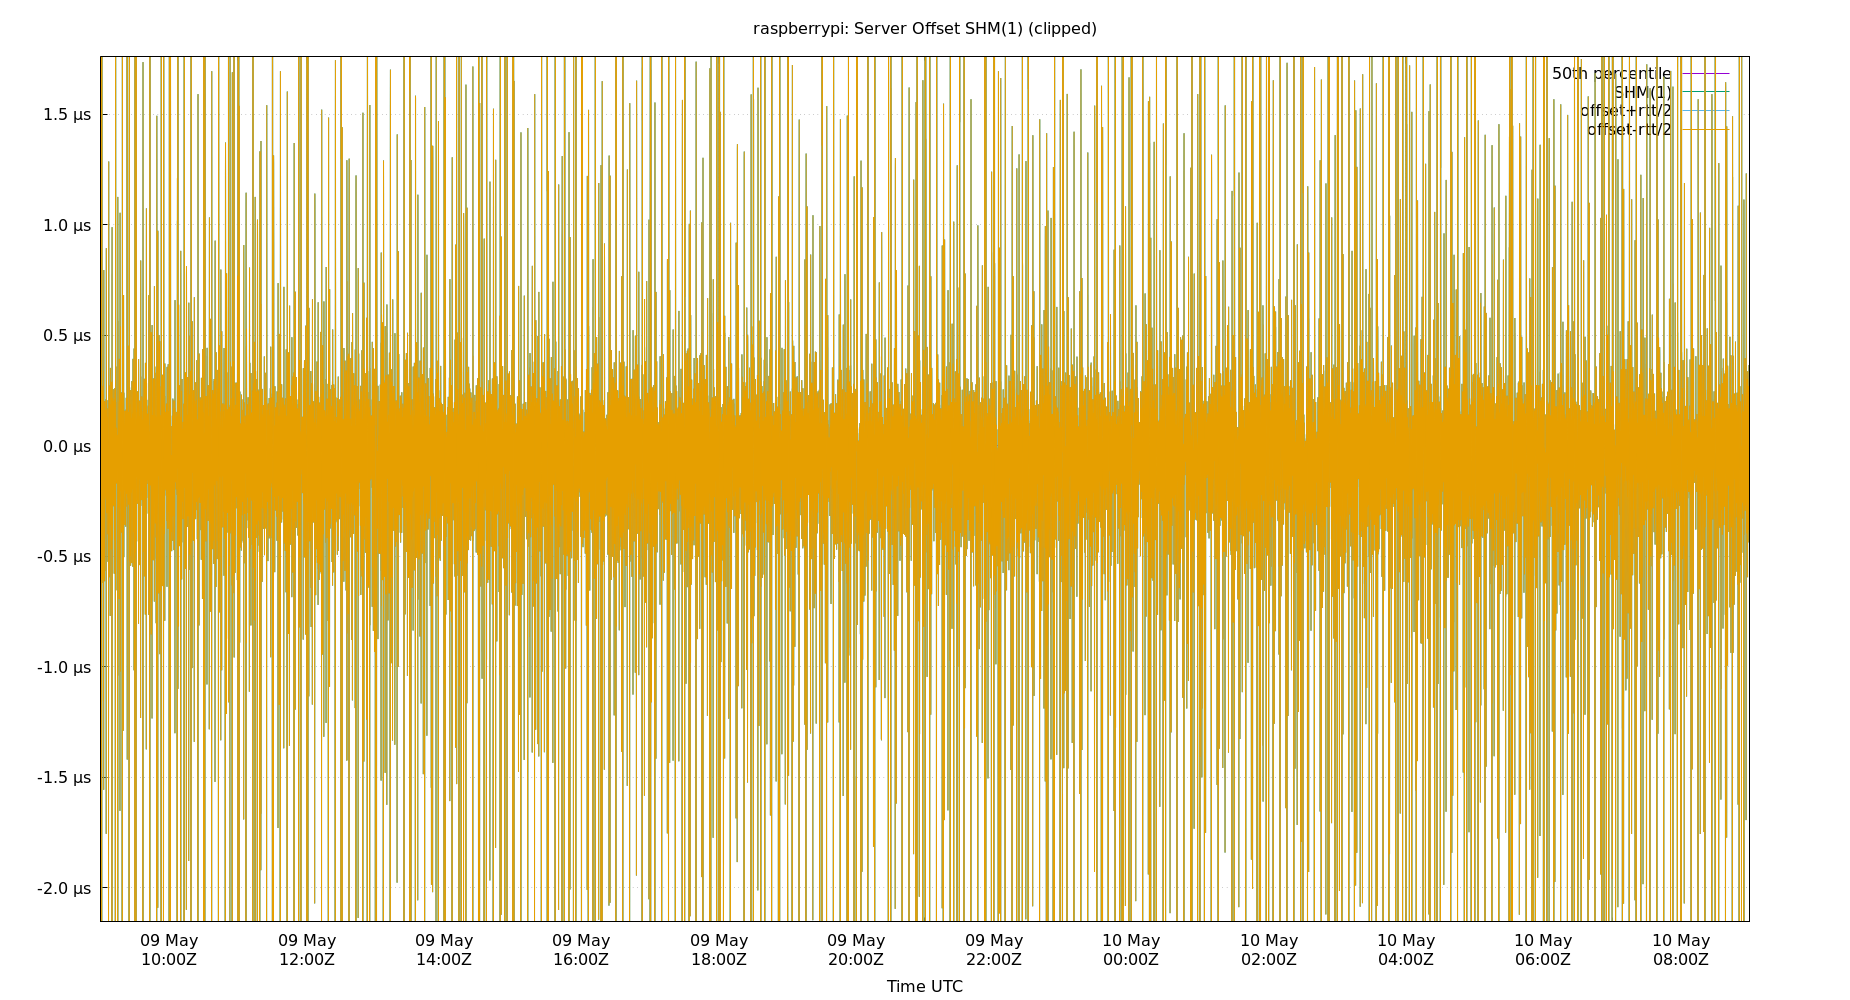 raspberrypi: Server Offset SHM(1) (clipped)
50th percentile
SHM(1)
offset+rtt/2
offset-rtt/2
1.5 µs
1.0 µs
0.5 µs
0.0 µs
-0.5 µs
-1.0 µs
-1.5 µs
-2.0 µs
09 May 09 May 09 May 09 May 09 May 09 May 09 May 10 May 10 May 10 May 10 May 10 May
10:00Z 12:00Z 14:00Z 16:00Z 18:00Z 20:00Z 22:00Z 00:00Z 02:00Z 04:00Z 06:00Z 08:00Z
Time UTC